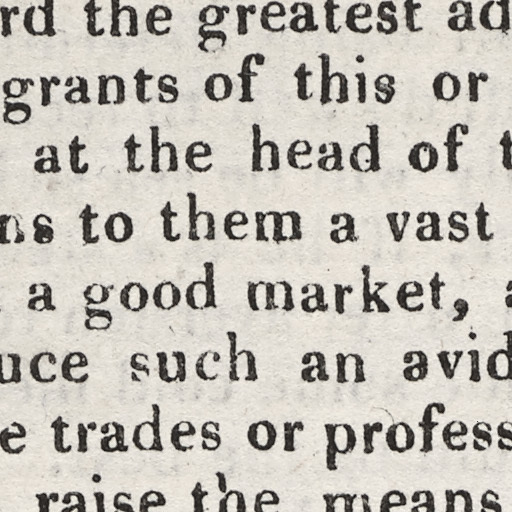 rd the greatest ad
grants of this or
at the head of t
ns to them a vast
a good market, a
uce such an avid
e trades or profess
raise the means